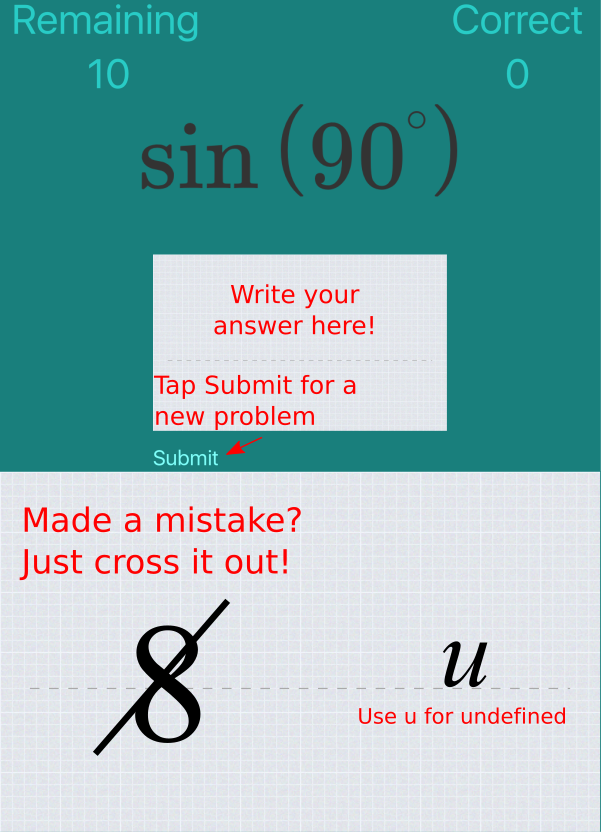 Remaining Correct
10 0
sin (90°)
Write your
answer here!
Tap Submit for a
new problem
Submit
Made a mistake?
Just cross it out!
8 u
Use u for undefined